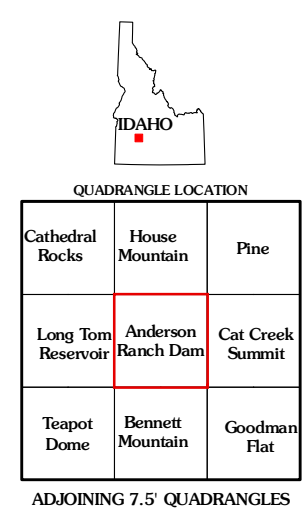 IDAHO
QUADRANGLE LOCATION
Cathedral
Rocks
House
Mountain
Pine
Long Tom
Reservoir
Anderson
Ranch Dam
Cat Creek
Summit
Teapot
Dome
Bennett
Mountain
Goodman
Flat
ADJOINING 7.5' QUADRANGLES